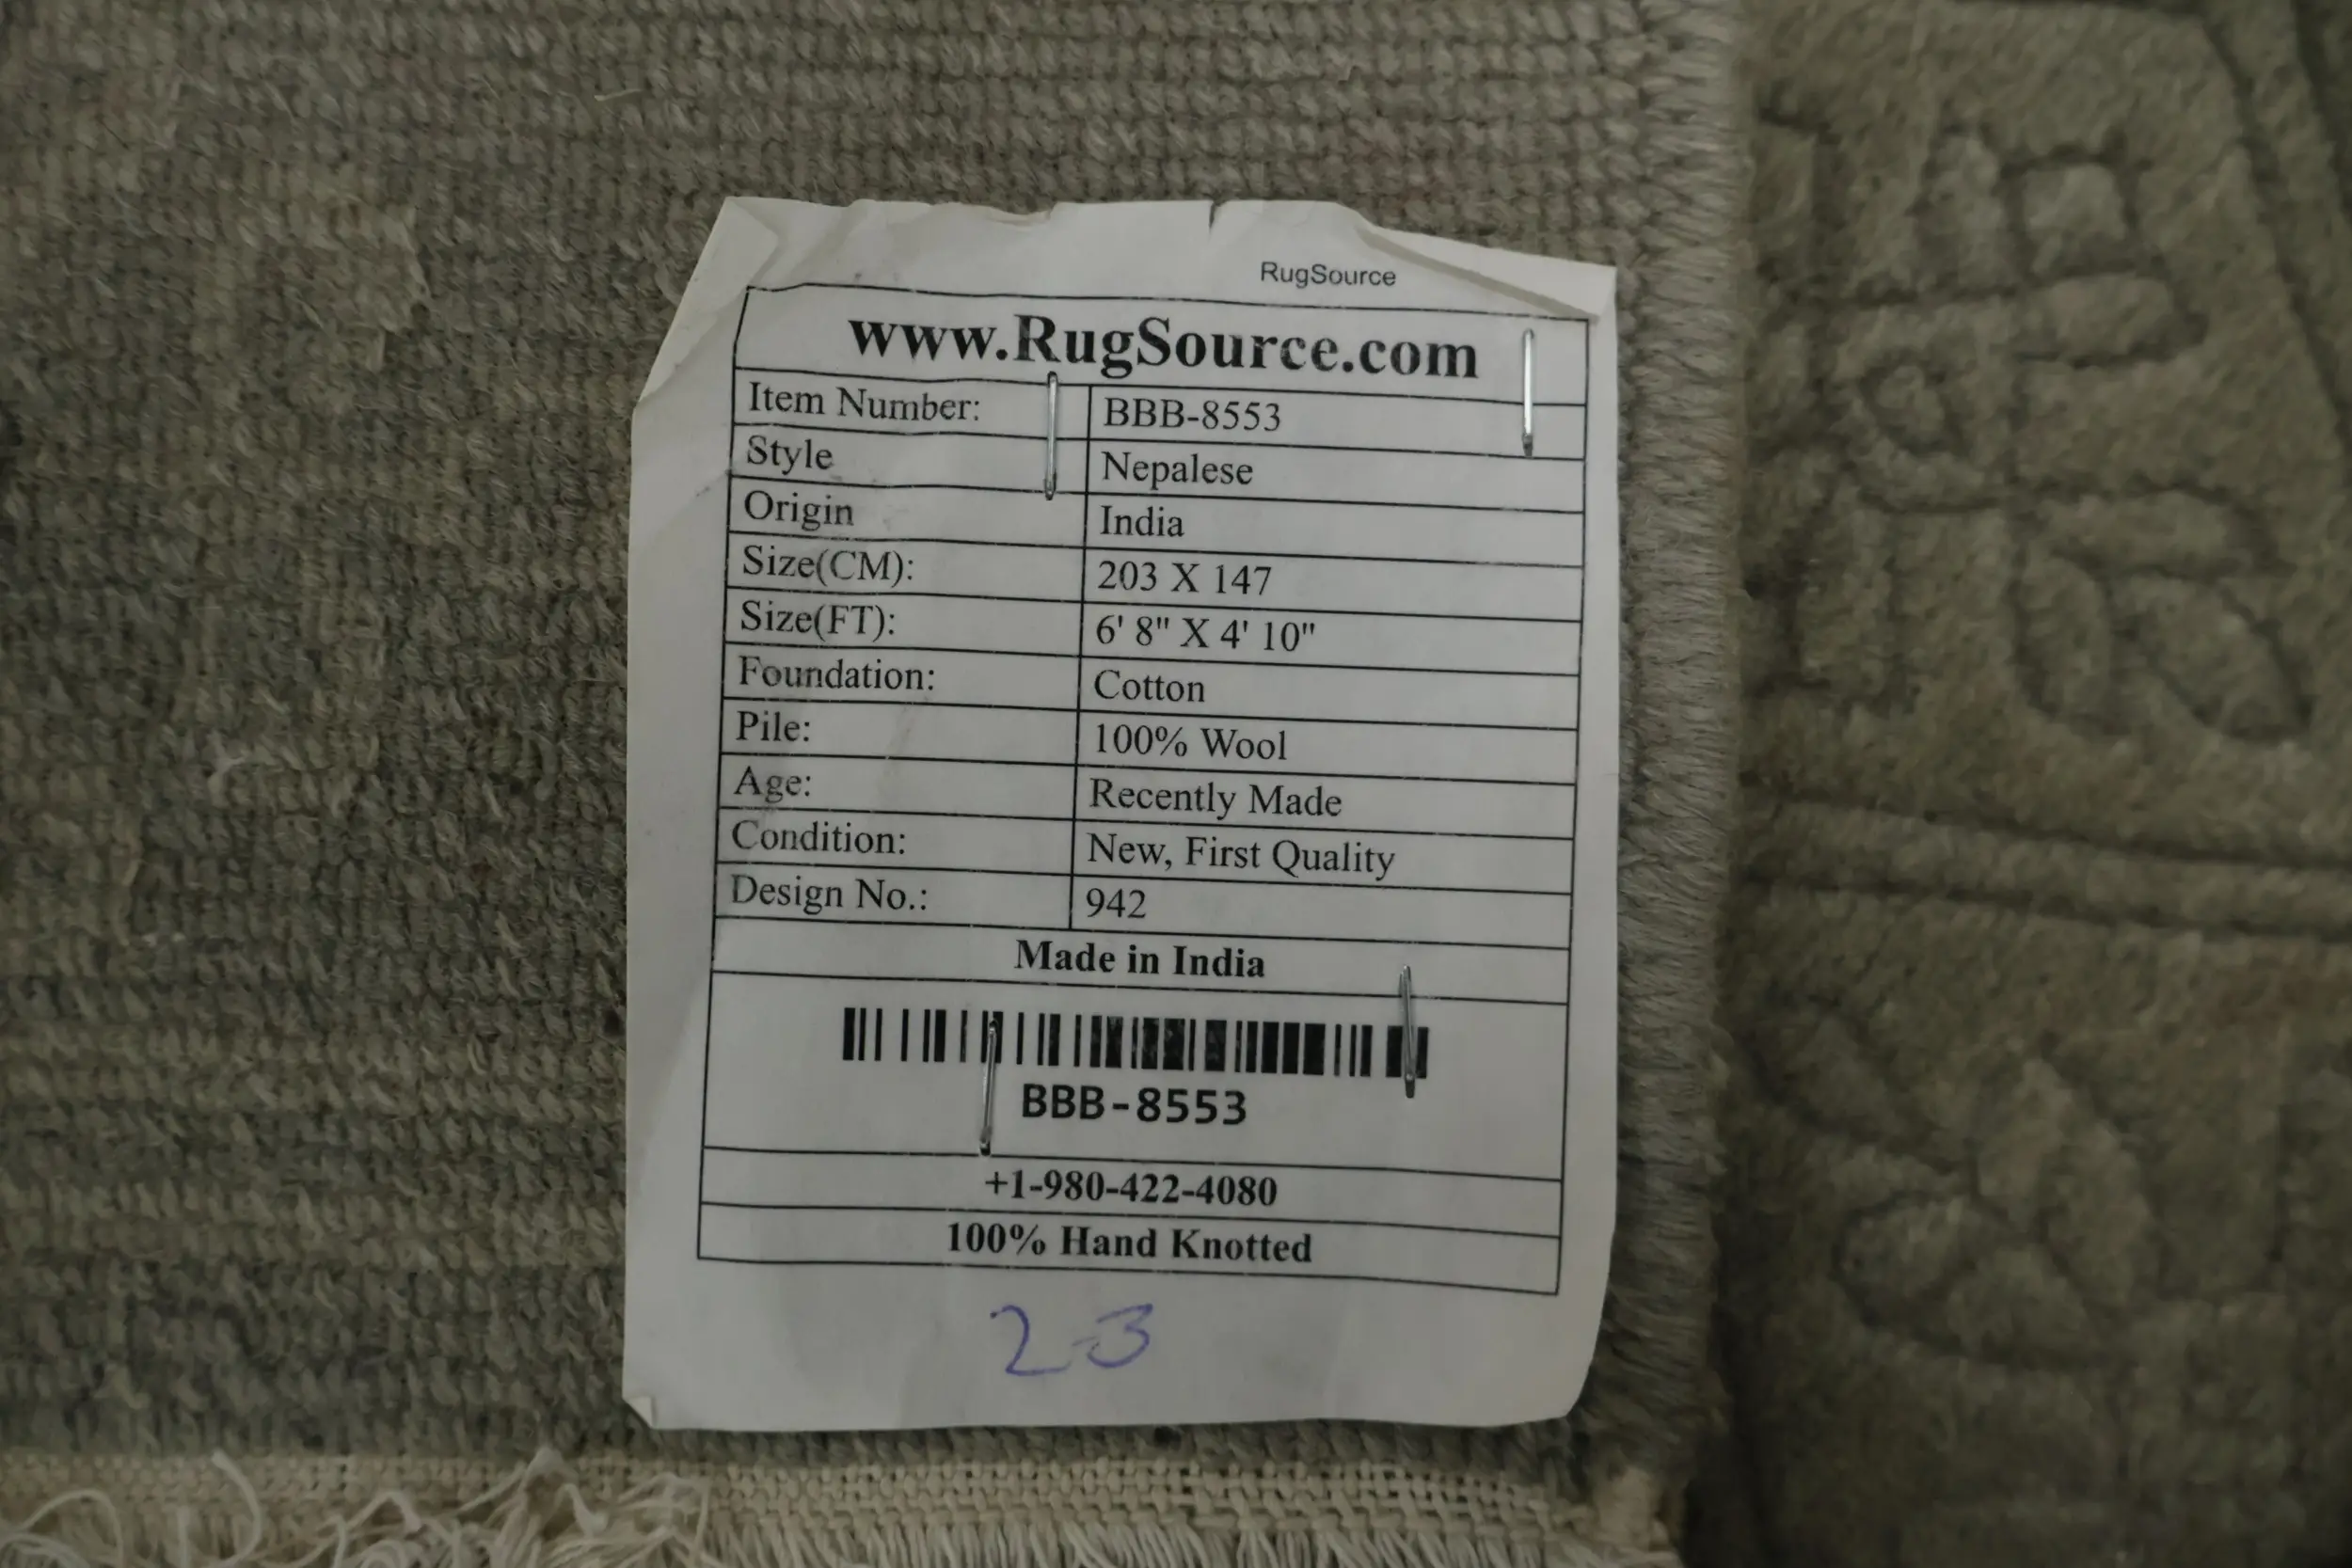 RugSource
www.RugSource.com
Item Number: BBB-8553
Style Nepalese
Origin India
Size(CM): 203 X 147
Size(FT): 6' 8" X 4' 10"
Foundation: Cotton
Pile: 100% Wool
Age: Recently Made
Condition: New, First Quality
Design No.: 942
Made in India
BBB-8553
+1-980-422-4080
100% Hand Knotted
2-3